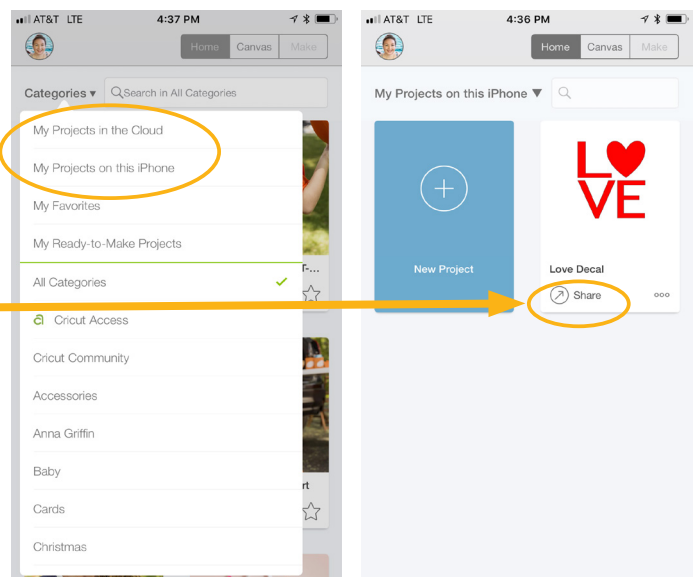 AT&T LTE 4:37 PM
Home Canvas Make
Categories ▾ Search in All Categories
My Projects in the Cloud
My Projects on this iPhone
My Favorites
My Ready-to-Make Projects
All Categories
Cricut Access
Cricut Community
Accessories
Anna Griffin
Baby
Cards
Christmas
T-...
rt
AT&T LTE 4:36 PM
Home Canvas Make
My Projects on this iPhone ▼
New Project
LOVE
Love Decal
Share